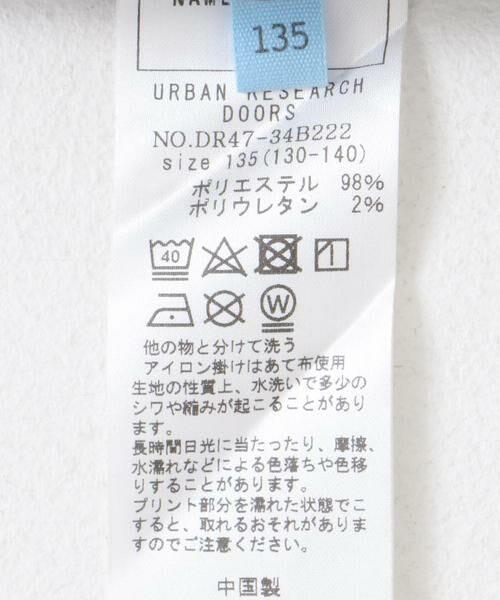 NAME
135
URBAN RESEARCH
DOORS
NO.DR47-34B222
size 135(130-140)
ポリエステル 98%
ポリウレタン 2%
40
W
他の物と分けて洗う
アイロン掛けはあて布使用
生地の性質上、水洗いで多少の
シワや縮みが起こることがあり
ます。
長時間日光に当たったり、摩擦、
水濡れなどによる色落ちや色移
りすることがあります。
プリント部分を濡れた状態でこ
すると、取れるおそれがありま
すのでご注意ください。
中国製